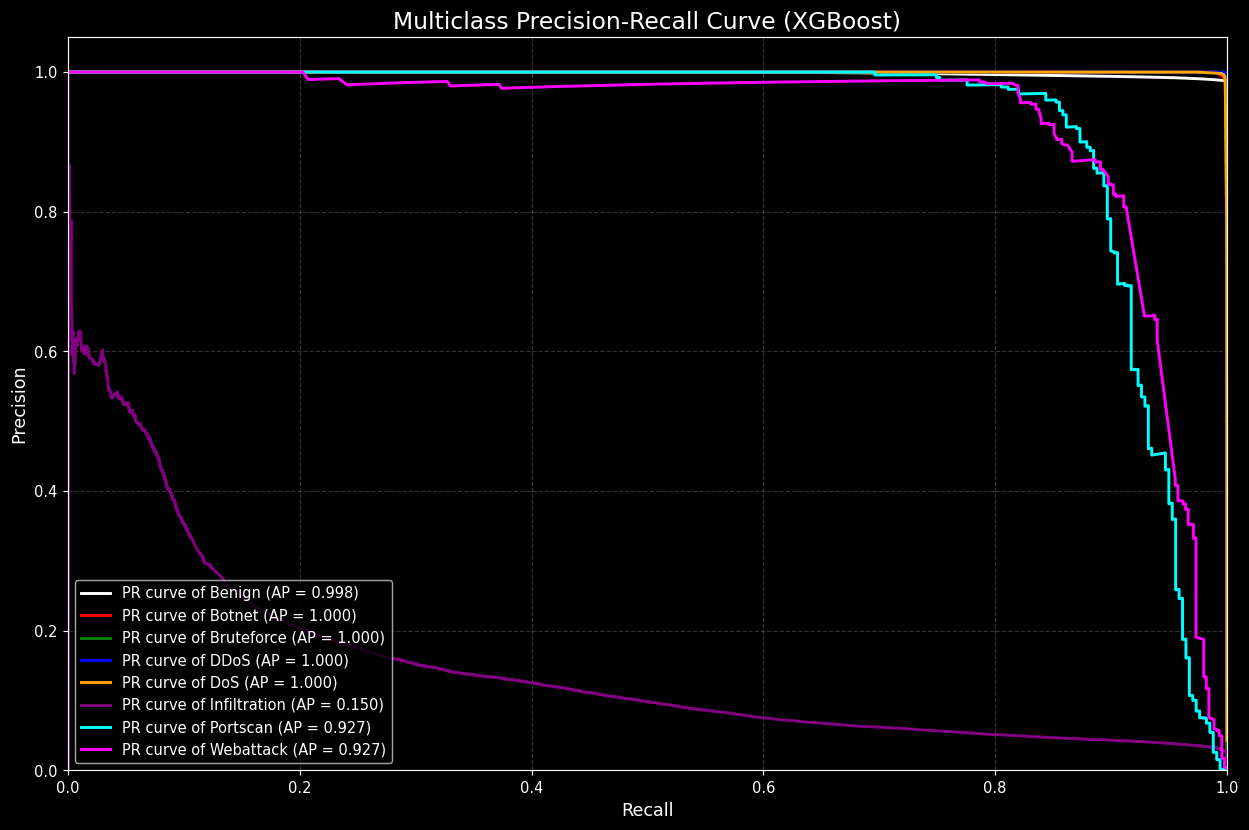 Multiclass Precision-Recall Curve (XGBoost)
1.0
0.8
0.6
0.4
0.2
0.0
Precision
PR curve of Benign (AP = 0.998)
PR curve of Botnet (AP = 1.000)
PR curve of Bruteforce (AP = 1.000)
PR curve of DDoS (AP = 1.000)
PR curve of DoS (AP = 1.000)
PR curve of Infiltration (AP = 0.150)
PR curve of Portscan (AP = 0.927)
PR curve of Webattack (AP = 0.927)
0.0 0.2 0.4 0.6 0.8 1.0
Recall